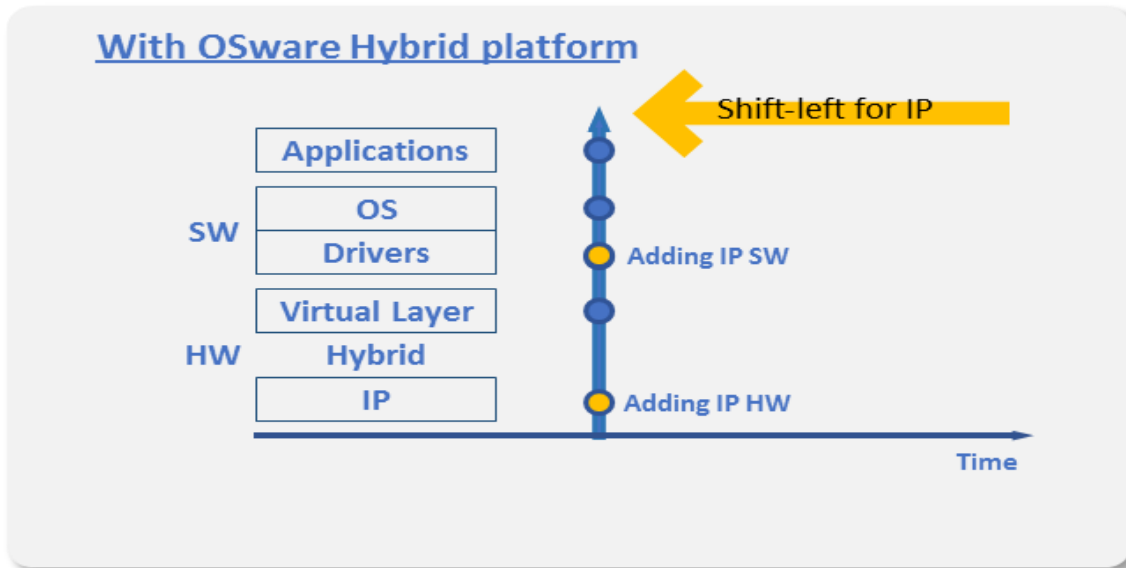 With OSware Hybrid platform
Shift-left for IP
Applications
OS
SW
Drivers
Adding IP SW
Virtual Layer
HW
Hybrid
IP
Adding IP HW
Time